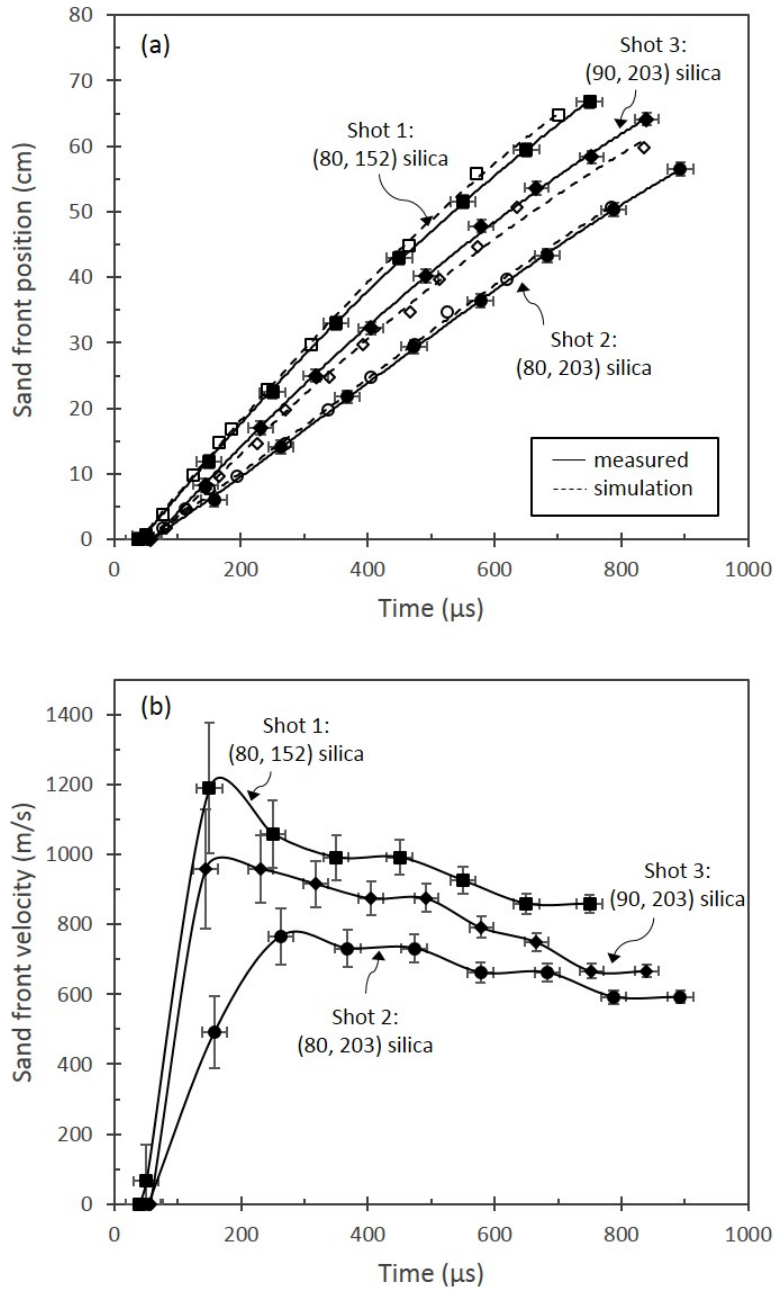 80
(a)
Shot 3:
(90, 203) silica
70
60
Shot 1:
(80, 152) silica
50
40
30
Shot 2:
(80, 203) silica
20
10
measured
simulation
0
Sand front position (cm)
0 200 400 600 800 1000
Time (µs)
(b)
1400
Shot 1:
(80, 152) silica
1200
1000
Shot 3:
(90, 203) silica
800
600
Shot 2:
(80, 203) silica
400
200
0
Sand front velocity (m/s)
0 200 400 600 800 1000
Time (µs)